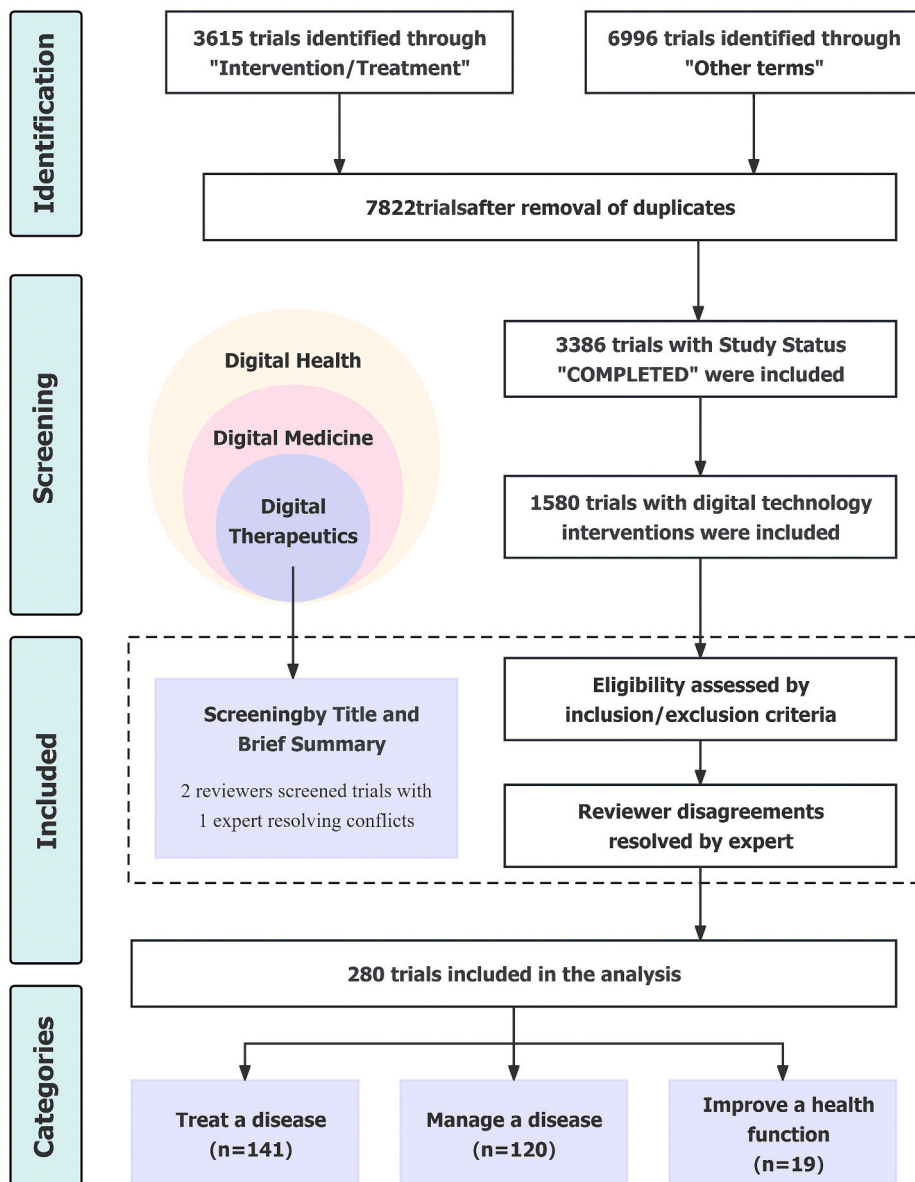 Identification
3615 trials identified through
"Intervention/Treatment"
6996 trials identified through
"Other terms"
7822trialsafter removal of duplicates
Screening
Digital Health
Digital Medicine
Digital
Therapeutics
3386 trials with Study Status
"COMPLETED" were included
1580 trials with digital technology
interventions were included
Included
Screeningby Title and
Brief Summary
2 reviewers screened trials with
1 expert resolving conflicts
Eligibility assessed by
inclusion/exclusion criteria
Reviewer disagreements
resolved by expert
280 trials included in the analysis
Categories
Treat a disease
(n=141)
Manage a disease
(n=120)
Improve a health
function
(n=19)